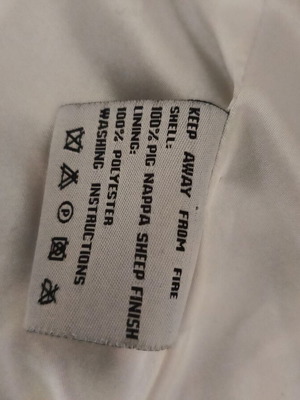 KEEP AWAY FROM FIRE
SHELL:
100% PIG NAPPA SHEEP FINISH
LINING:
100% POLYESTER
WASHING INSTRUCTIONS
P